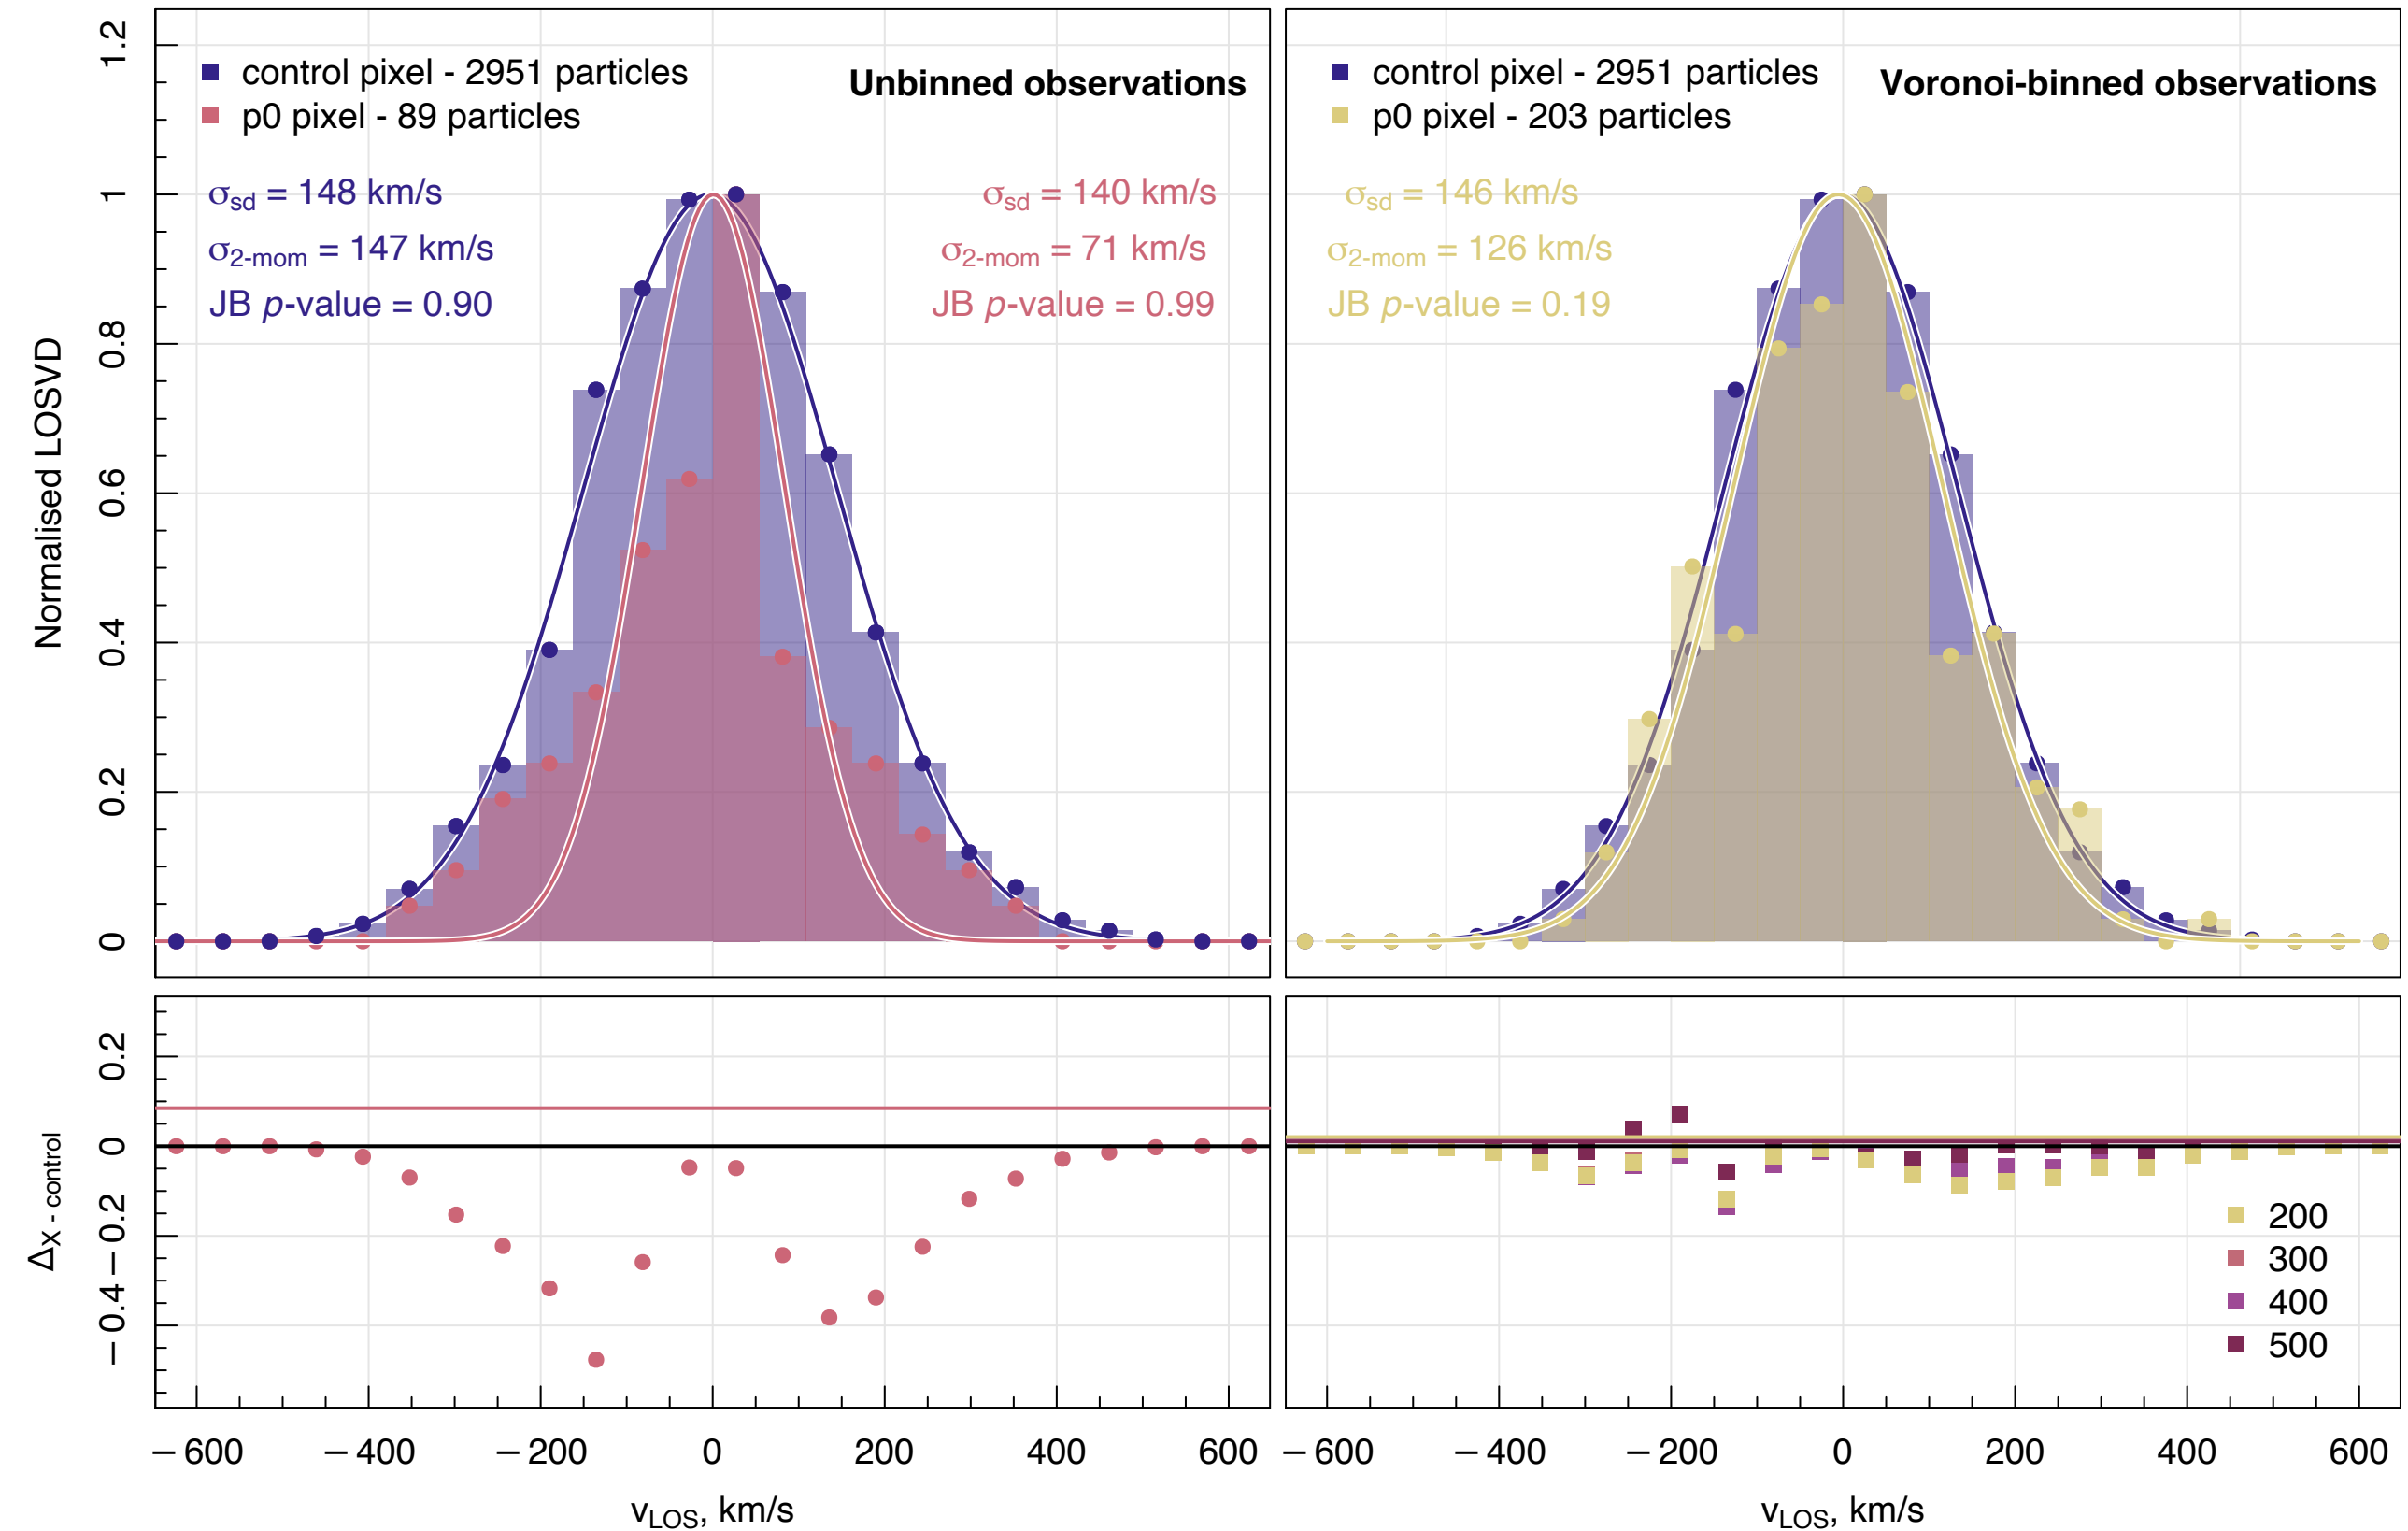 control pixel - 2951 particles
p0 pixel - 89 particles
Unbinned observations
σsd = 148 km/s
σ2-mom = 147 km/s
JB p-value = 0.90
σsd = 140 km/s
σ2-mom = 71 km/s
JB p-value = 0.99
control pixel - 2951 particles
p0 pixel - 203 particles
Voronoi-binned observations
σsd = 146 km/s
σ2-mom = 126 km/s
JB p-value = 0.19
Normalised LOSVD
1.2
1
0.8
0.6
0.4
0.2
0
ΔX - control
0.2
0
−0.2
−0.4
200
300
400
500
−600 −400 −200 0 200 400 600
−600 −400 −200 0 200 400 600
vLOS, km/s
vLOS, km/s